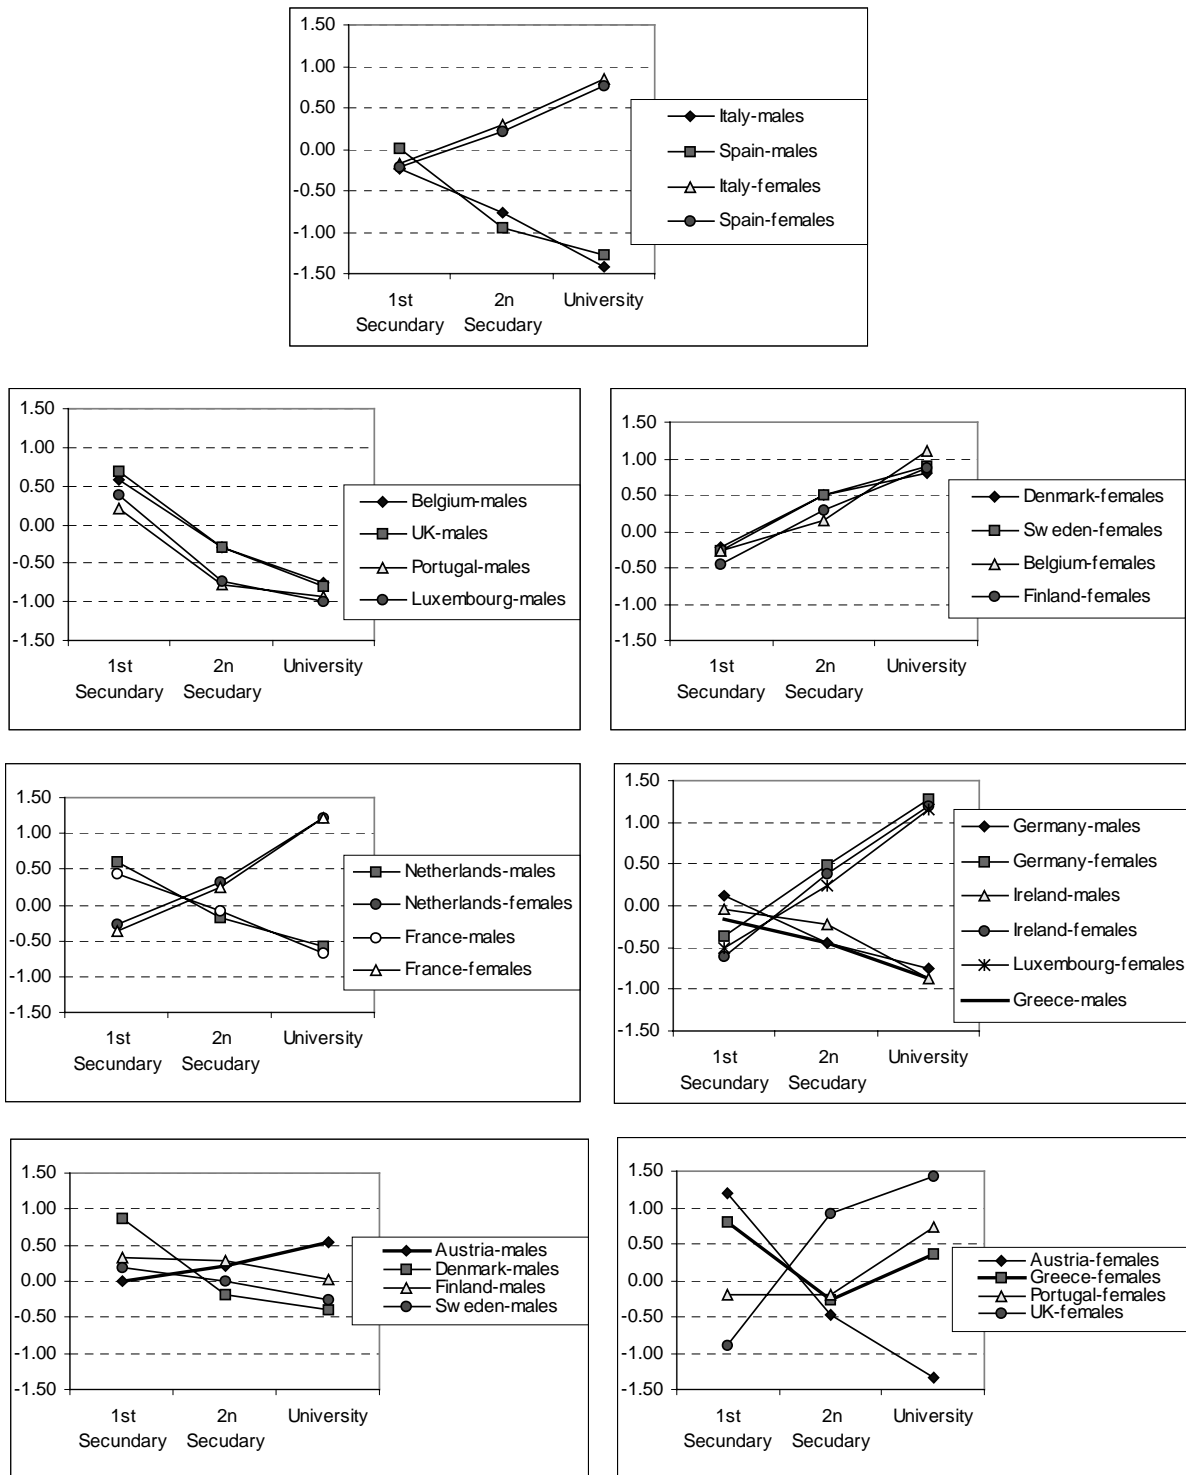 1.50
1.00
0.50
0.00
-0.50
-1.00
-1.50
1st
Secundary
2n
Secudary
University
Italy-males
Spain-males
Italy-females
Spain-females
1.50
1.00
0.50
0.00
-0.50
-1.00
-1.50
1st
Secundary
2n
Secudary
University
Belgium-males
UK-males
Portugal-males
Luxembourg-males
1.50
1.00
0.50
0.00
-0.50
-1.00
-1.50
1st
Secundary
2n
Secudary
University
Denmark-females
Sweden-females
Belgium-females
Finland-females
1.50
1.00
0.50
0.00
-0.50
-1.00
-1.50
1st
Secundary
2n
Secudary
University
Netherlands-males
Netherlands-females
France-males
France-females
1.50
1.00
0.50
0.00
-0.50
-1.00
-1.50
1st
Secundary
2n
Secudary
University
Germany-males
Germany-females
Ireland-males
Ireland-females
Luxembourg-females
Greece-males
1.50
1.00
0.50
0.00
-0.50
-1.00
-1.50
1st
Secundary
2n
Secudary
University
Austria-males
Denmark-males
Finland-males
Sweden-males
1.50
1.00
0.50
0.00
-0.50
-1.00
-1.50
1st
Secundary
2n
Secudary
University
Austria-females
Greece-females
Portugal-females
UK-females